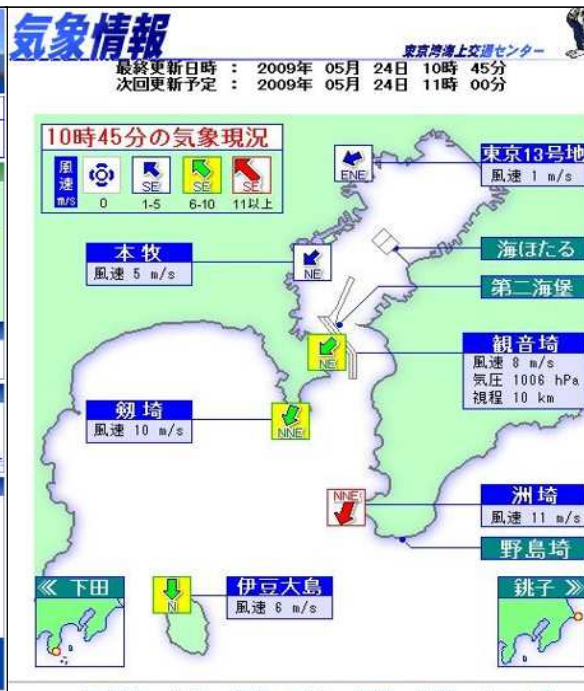 気象情報
東京湾海上交通センター
最終更新日時 : 2009年 05月 24日 10時 45分
次回更新予定 : 2009年 05月 24日 11時 00分
10時45分の気象現況
風速 m/s
SE SE SE
0 1-5 6-10 11以上
ENE
東京13号地
風速 1 m/s
本牧
風速 5 m/s
NE
海ほたる
第二海堡
NE
観音埼
風速 8 m/s
気圧 1006 hPa
視程 10 km
剱埼
風速 10 m/s
NNE
NNE
洲埼
風速 11 m/s
野島埼
≪ 下田
N
伊豆大島
風速 6 m/s
銚子 ≫